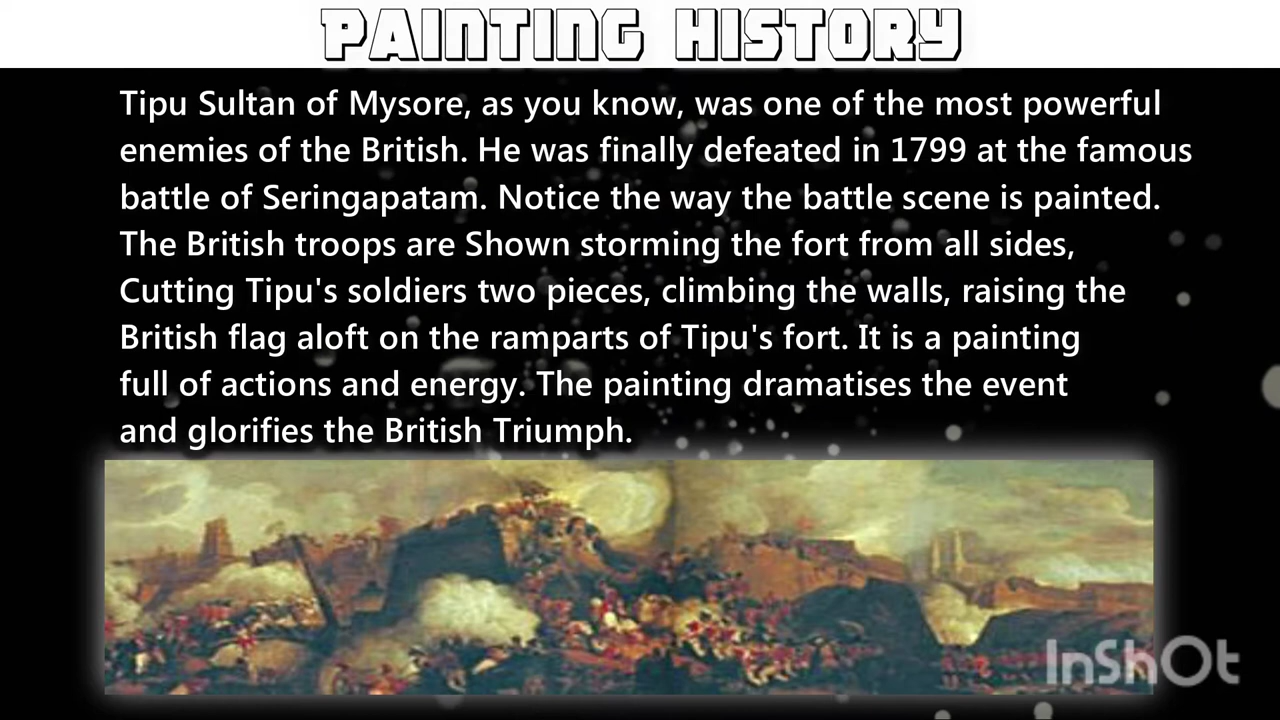 PAINTING HISTORY
Tipu Sultan of Mysore, as you know, was one of the most powerful
enemies of the British. He was finally defeated in 1799 at the famous
battle of Seringapatam. Notice the way the battle scene is painted.
The British troops are Shown storming the fort from all sides,
Cutting Tipu's soldiers two pieces, climbing the walls, raising the
British flag aloft on the ramparts of Tipu's fort. It is a painting
full of actions and energy. The painting dramatises the event
and glorifies the British Triumph.
InShOt